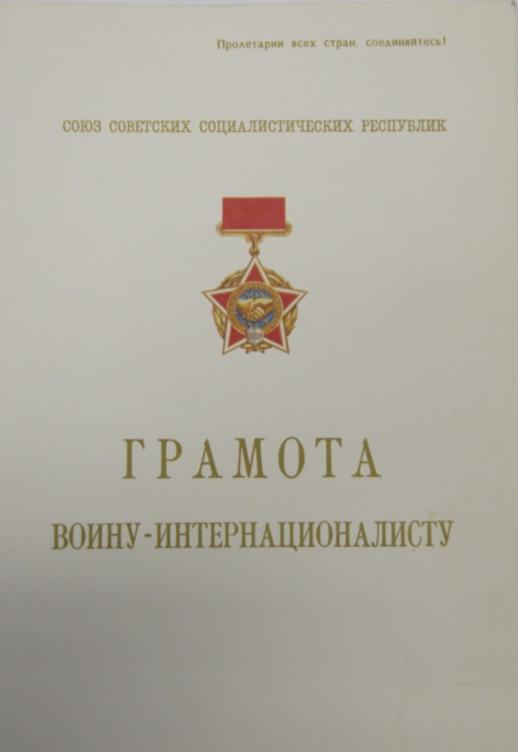 Пролетарии всех стран, соединяйтесь!
СОЮЗ СОВЕТСКИХ СОЦИАЛИСТИЧЕСКИХ РЕСПУБЛИК
ГРАМОТА
ВОИНУ-ИНТЕРНАЦИОНАЛИСТУ